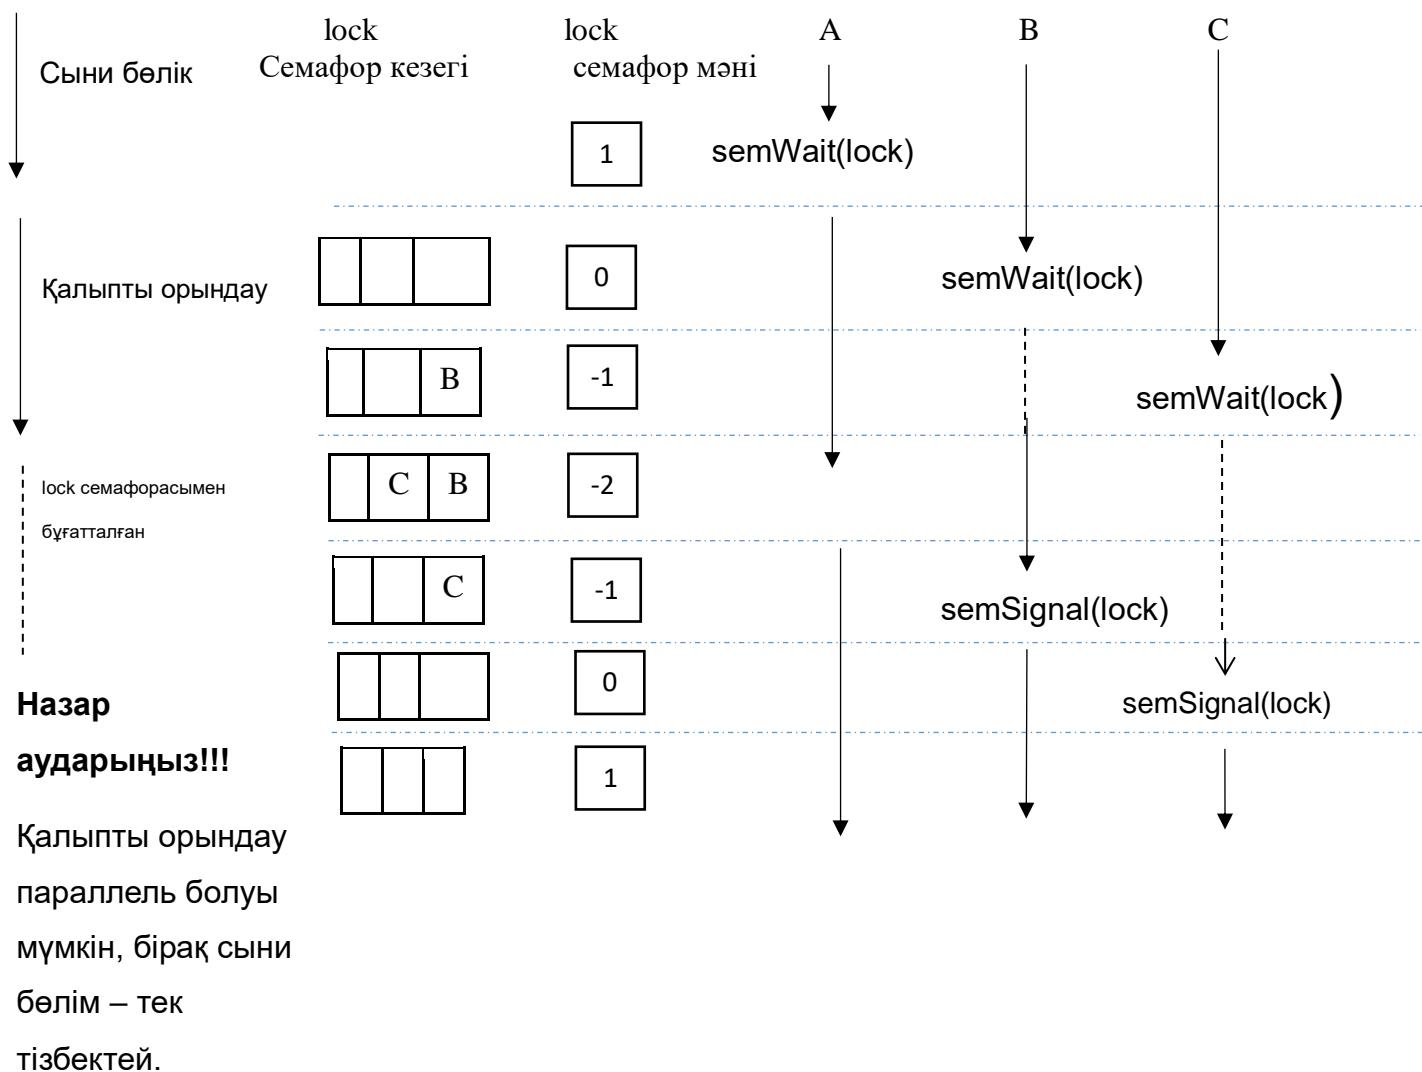 lock lock A B C
Сыни бөлік Семафор кезегі семафор мәні
1 semWait(lock)
Қалыпты орындау 0 semWait(lock)
B -1 semWait(lock)
lock семафорасымен C B -2
бұғатталған
C -1 semSignal(lock)
Назар 0 semSignal(lock)
аударыңыз!!! 1
Қалыпты орындау
параллель болуы
мүмкін, бірақ сыни
бөлім – тек
тізбектей.